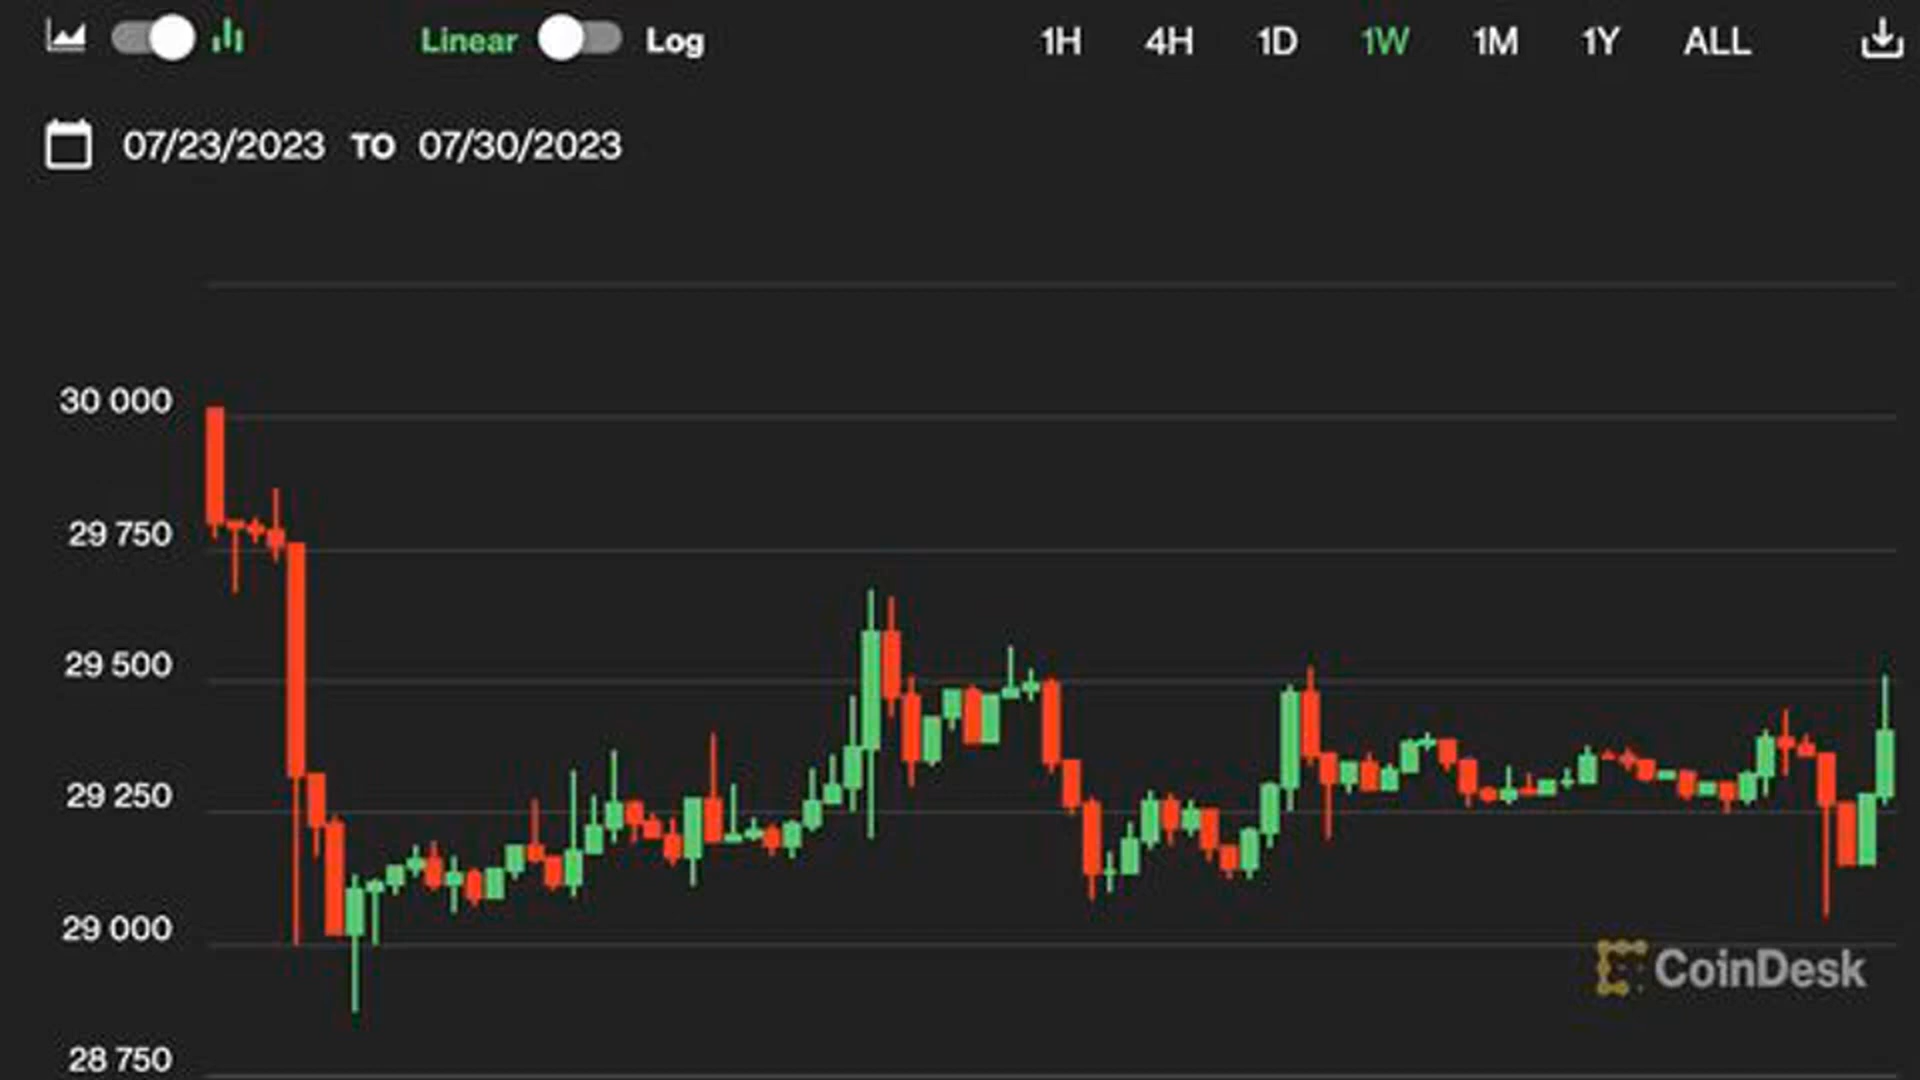 Linear Log 1H 4H 1D 1W 1M 1Y ALL
07/23/2023 TO 07/30/2023
30 000
29 750
29 500
29 250
29 000
CoinDesk
28 750